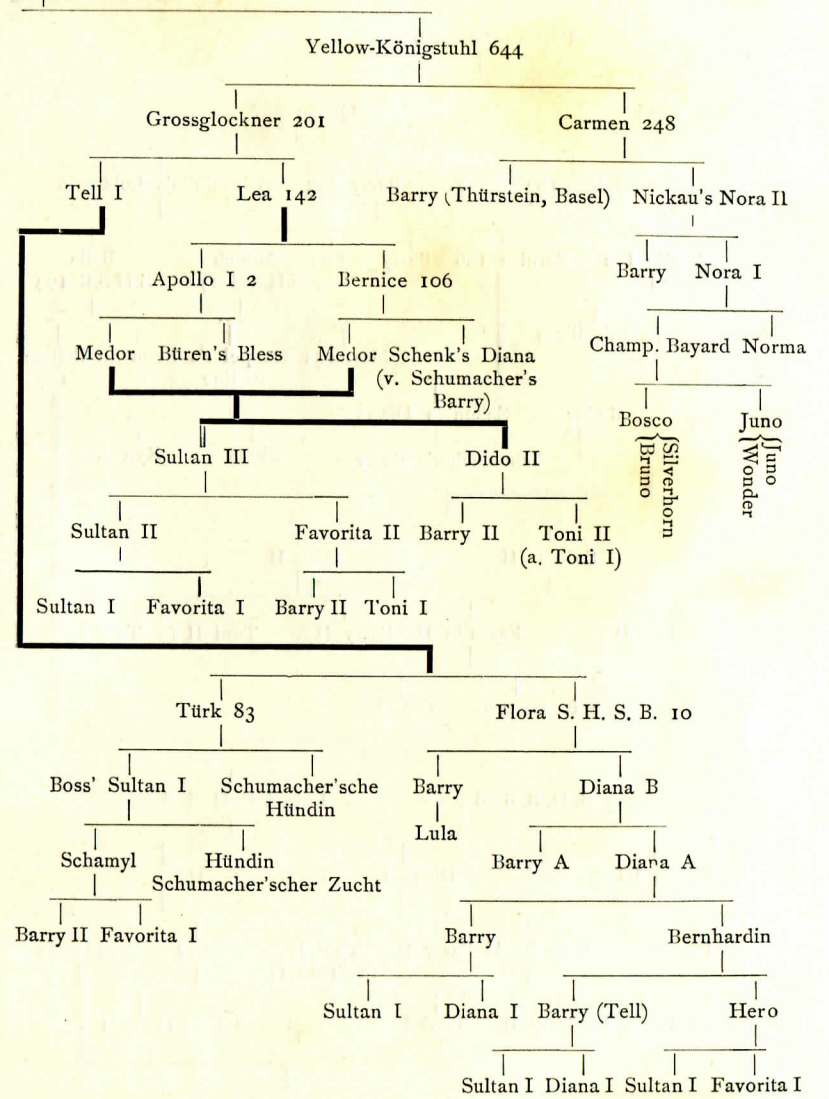 Yellow-Königstuhl 644
Grossglockner 201 Carmen 248
Tell I Lea 142 Barry (Thürstein, Basel) Nickau's Nora II
Apollo I 2 Bernice 106 Barry Nora I
Medor Büren's Bless Medor Schenk's Diana Champ. Bayard Norma
(v. Schumacher's
Barry)
Bosco Juno
Silverhorn
Bruno
Juno
Wonder
Sultan III Dido II
Sultan II Favorita II Barry II Toni II
(a. Toni I)
Sultan I Favorita I Barry II Toni I
Türk 83 Flora S. H. S. B. 10
Boss' Sultan I Schumacher'sche Barry Diana B
Hündin
Lula
Schamyl Hündin Barry A Diana A
Schumacher'scher Zucht
Barry II Favorita I Barry Bernhardin
Sultan I Diana I Barry (Tell) Hero
Sultan I Diana I Sultan I Favorita I